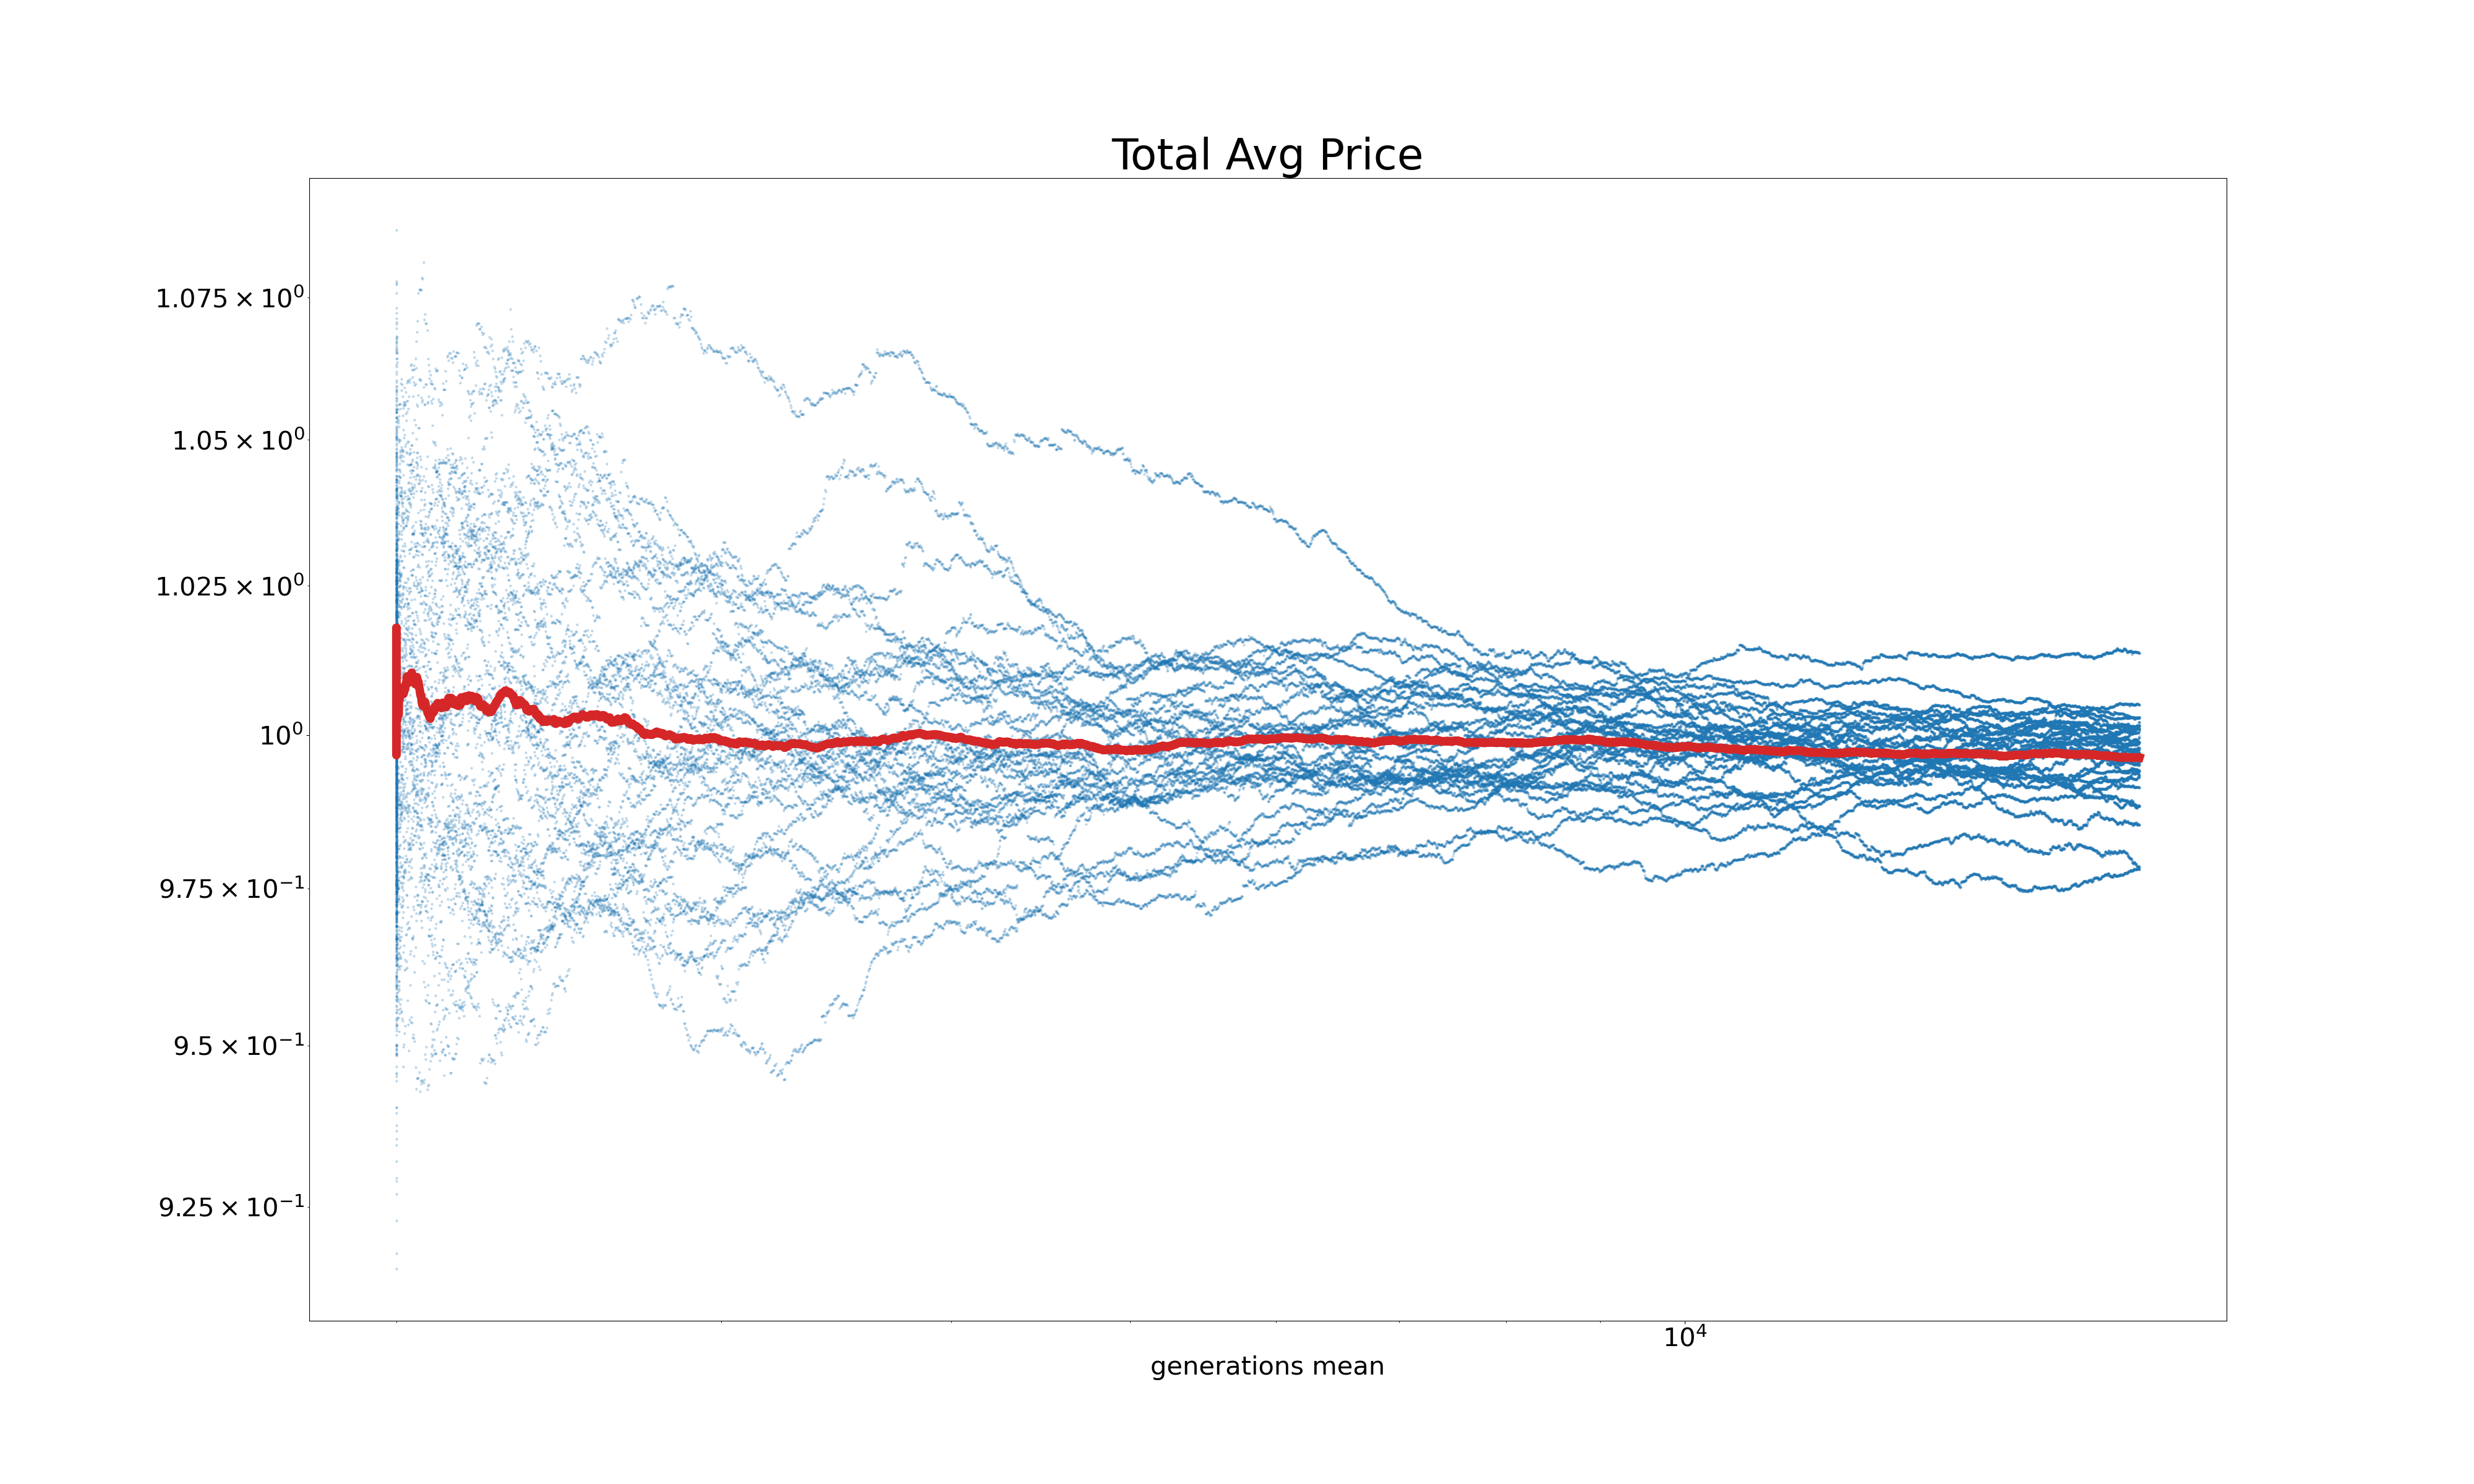 Total Avg Price
1.075 × 10⁰
1.05 × 10⁰
1.025 × 10⁰
10⁰
9.75 × 10⁻¹
9.5 × 10⁻¹
9.25 × 10⁻¹
10⁴
generations mean